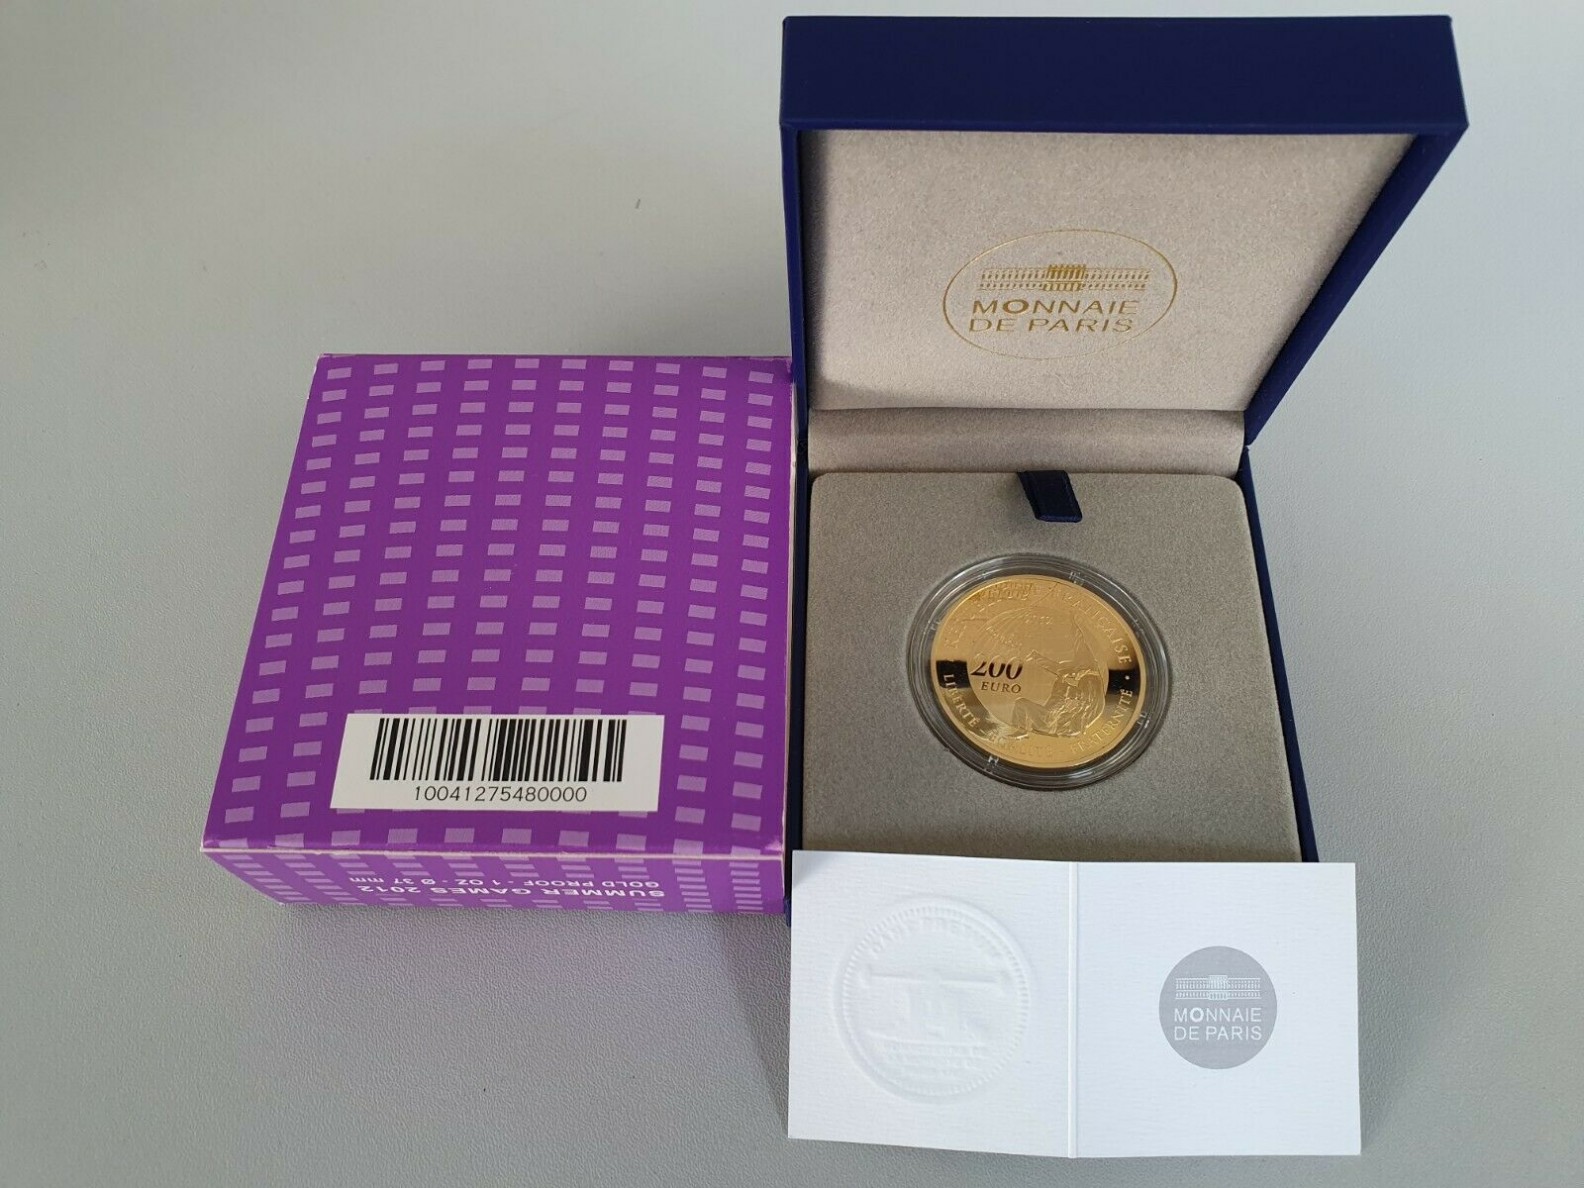 MONNAIE
DE PARIS
FRANÇAISE
200
EURO
LIBERTÉ
FRATERNITÉ
10041275480000
SUMMER GAMES 2012
GOLD PROOF - 1 OZ - Ø 37 mm
MONNAIE
DE PARIS